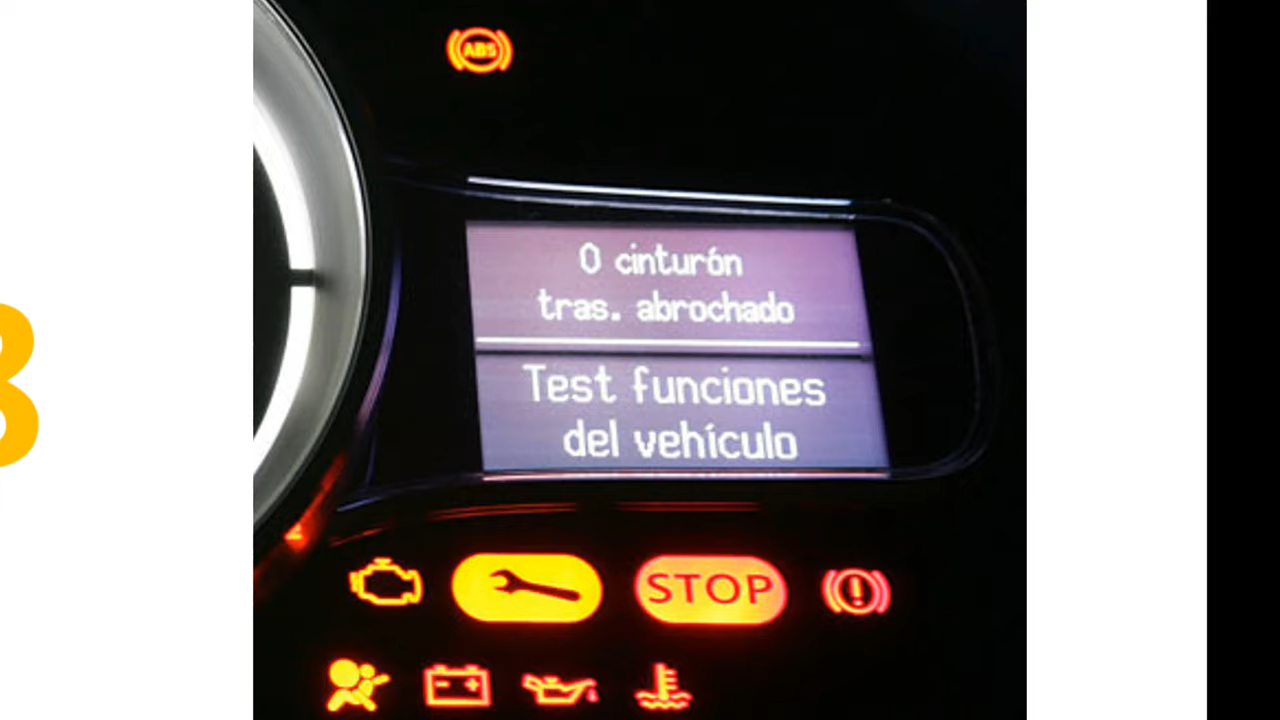 ABS
0 cinturón
tras. abrochado
Test funciones
del vehículo
STOP